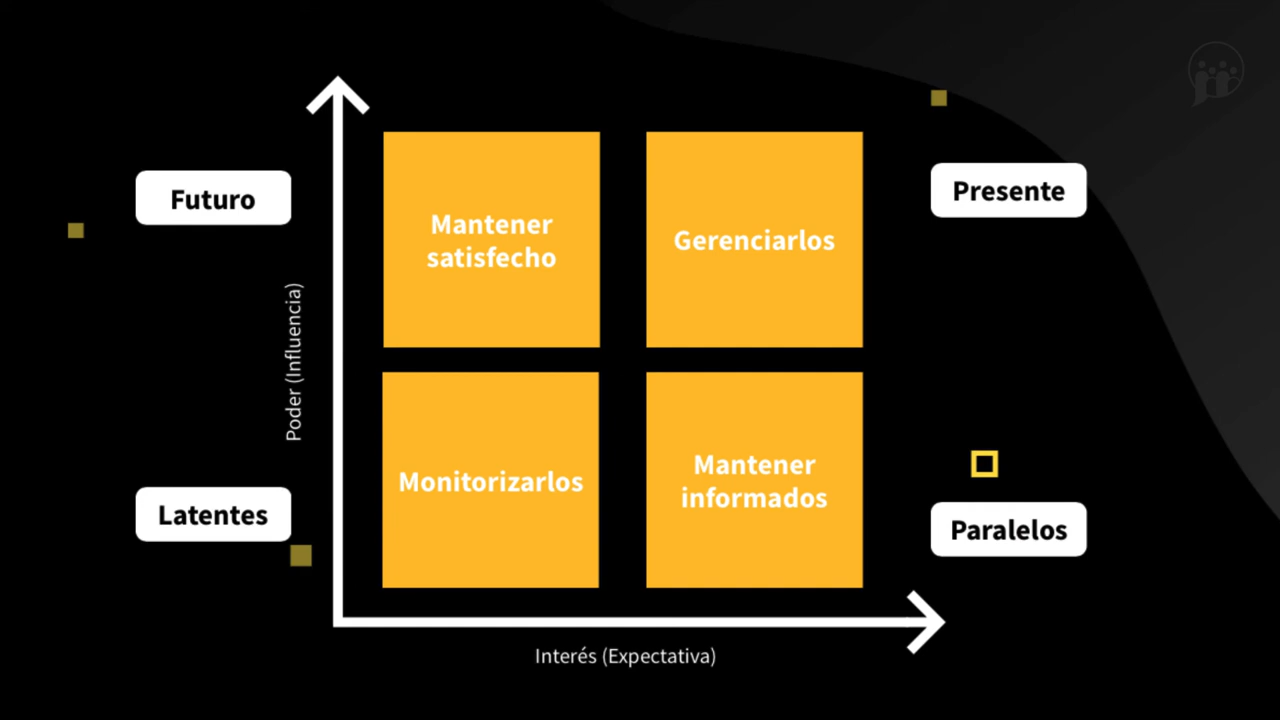 Futuro
Mantener
satisfecho
Gerenciarlos
Presente
Poder (Influencia)
Latentes
Monitorizarlos
Mantener
informados
Paralelos
Interés (Expectativa)